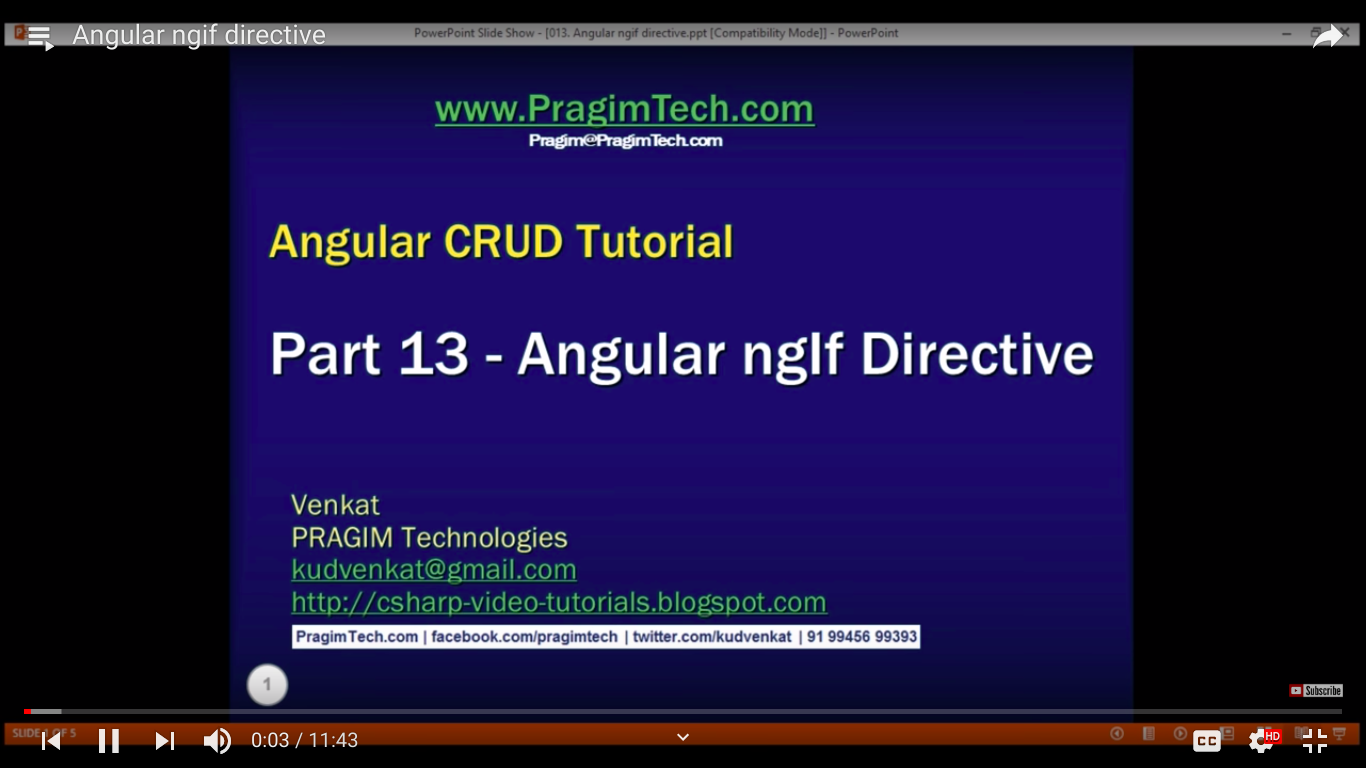 Angular ngif directive
PowerPoint Slide Show - [013. Angular ngif directive.ppt [Compatibility Mode]] - PowerPoint
www.PragimTech.com
Pragim@PragimTech.com
Angular CRUD Tutorial
Part 13 - Angular ngIf Directive
Venkat
PRAGIM Technologies
kudvenkat@gmail.com
http://csharp-video-tutorials.blogspot.com
PragimTech.com | facebook.com/pragimtech | twitter.com/kudvenkat | 91 99456 99393
1
Subscribe
SLIDE 1 OF 5
0:03 / 11:43
CC
HD